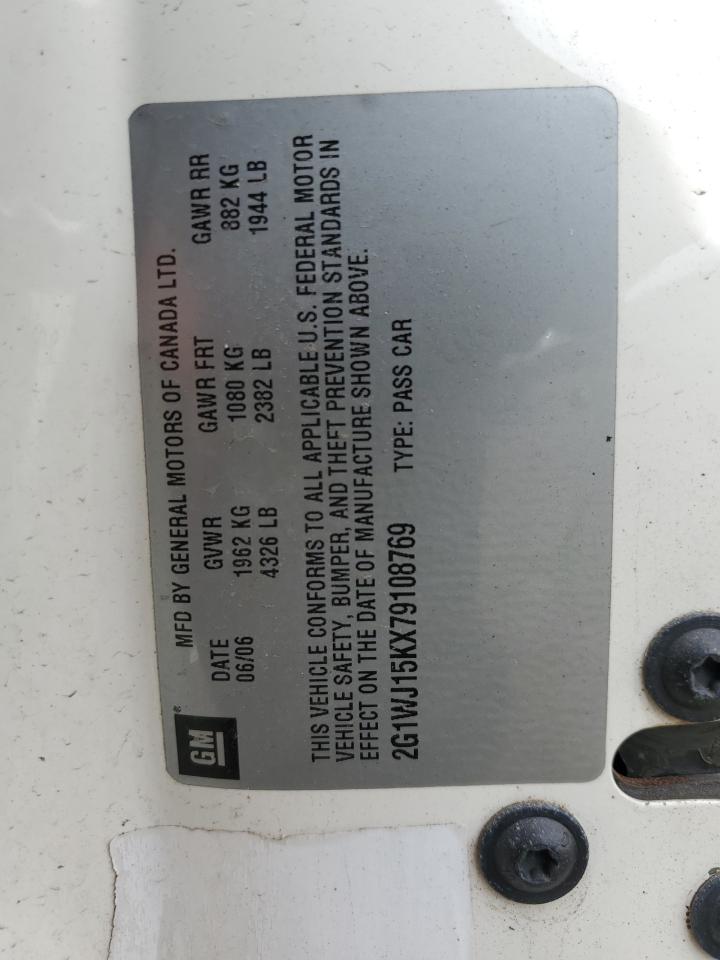 GM
MFD BY GENERAL MOTORS OF CANADA LTD.
DATE GVWR GAWR FRT GAWR RR
06/06 1962 KG 1080 KG 882 KG
4326 LB 2382 LB 1944 LB
THIS VEHICLE CONFORMS TO ALL APPLICABLE U.S. FEDERAL MOTOR
VEHICLE SAFETY, BUMPER, AND THEFT PREVENTION STANDARDS IN
EFFECT ON THE DATE OF MANUFACTURE SHOWN ABOVE.
2G1WJ15KX79108769 TYPE: PASS CAR